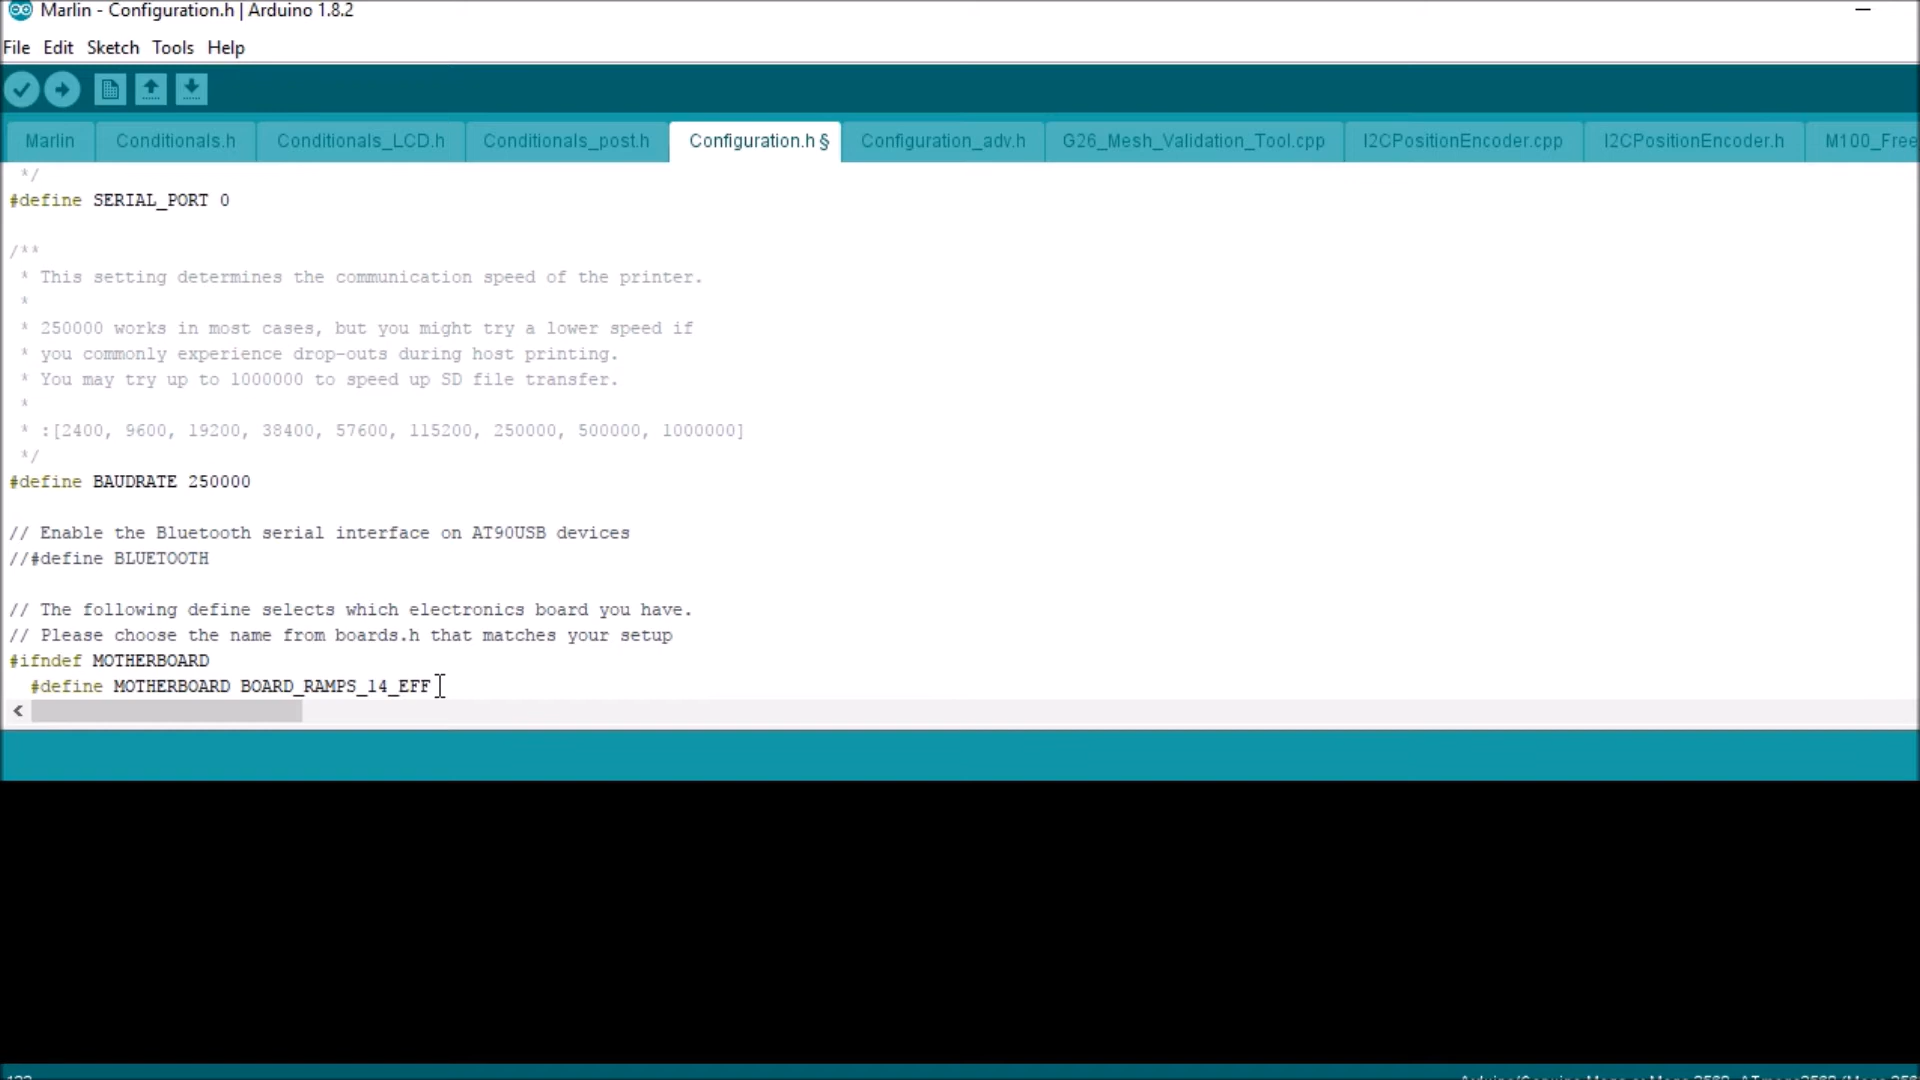 Marlin - Configuration.h | Arduino 1.8.2
File Edit Sketch Tools Help
Marlin Conditionals.h Conditionals_LCD.h Conditionals_post.h Configuration.h § Configuration_adv.h G26_Mesh_Validation_Tool.cpp I2CPositionEncoder.cpp I2CPositionEncoder.h M100_Free
*/
#define SERIAL_PORT 0
/**
* This setting determines the communication speed of the printer.
*
* 250000 works in most cases, but you might try a lower speed if
* you commonly experience drop-outs during host printing.
* You may try up to 1000000 to speed up SD file transfer.
*
* :[2400, 9600, 19200, 38400, 57600, 115200, 250000, 500000, 1000000]
*/
#define BAUDRATE 250000
// Enable the Bluetooth serial interface on AT90USB devices
//#define BLUETOOTH
// The following define selects which electronics board you have.
// Please choose the name from boards.h that matches your setup
#ifndef MOTHERBOARD
#define MOTHERBOARD BOARD_RAMPS_14_EFF